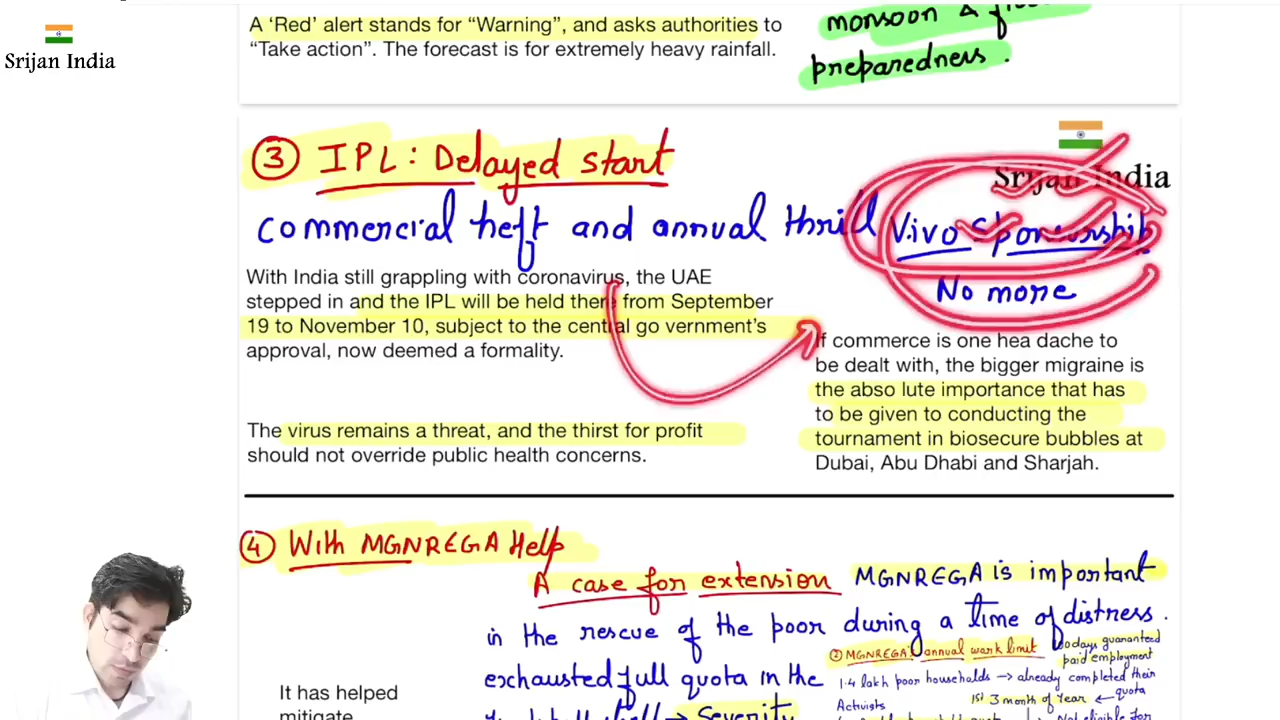 Srijan India
A ‘Red’ alert stands for “Warning”, and asks authorities to
“Take action”. The forecast is for extremely heavy rainfall.
monsoon &
preparedness.
Srijan India
③ IPL: Delayed start
commercial heft and annual thrill
Vivo Sponsorship
No more
With India still grappling with coronavirus, the UAE
stepped in and the IPL will be held there from September
19 to November 10, subject to the central go vernment’s
approval, now deemed a formality.
The virus remains a threat, and the thirst for profit
should not override public health concerns.
If commerce is one hea dache to
be dealt with, the bigger migraine is
the abso lute importance that has
to be given to conducting the
tournament in biosecure bubbles at
Dubai, Abu Dhabi and Sharjah.
④ With MGNREGA Help
A case for extension
MGNREGA is important
in the rescue of the poor during a time of distress.
② MGNREGA's annual work limit
100 days guaranteed
paid employment
exhausted full quota in the
1.4 lakh poor households → already completed their
quota
1st 3 month of Year ←
Activists
It has helped
mitigate
→ Severity
Not eligible for